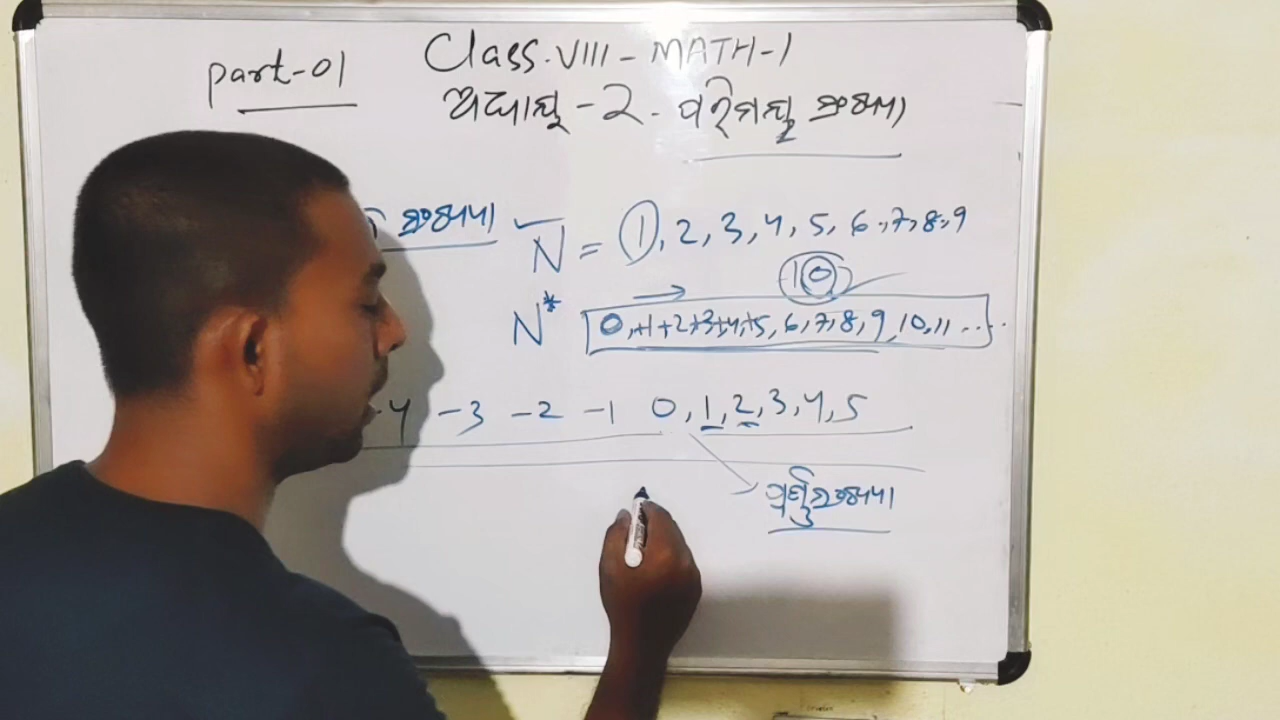 part-01
Class.VIII-MATH-1
ଅଧ୍ୟାୟ-2. ପରିମେୟ ସଂଖ୍ୟା
ସଂଖ୍ୟା
N = 1, 2, 3, 4, 5, 6, 7, 8, 9
10
N* 0, +1 +2 +3 +4, +5, 6, 7, 8, 9, 10, 11 ....
-4 -3 -2 -1 0, 1, 2, 3, 4, 5
ପୂର୍ଣ୍ଣସଂଖ୍ୟା